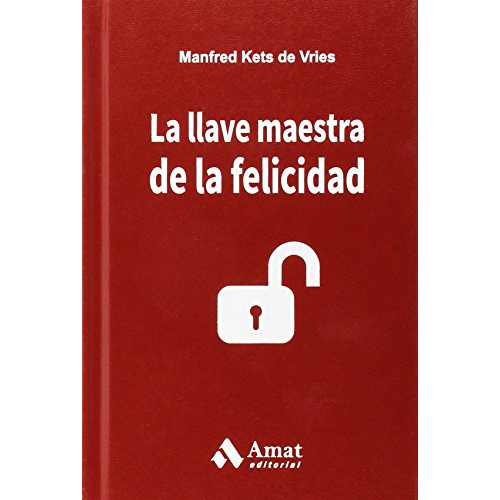 Manfred Kets de Vries
La llave maestra
de la felicidad
Amat
editorial